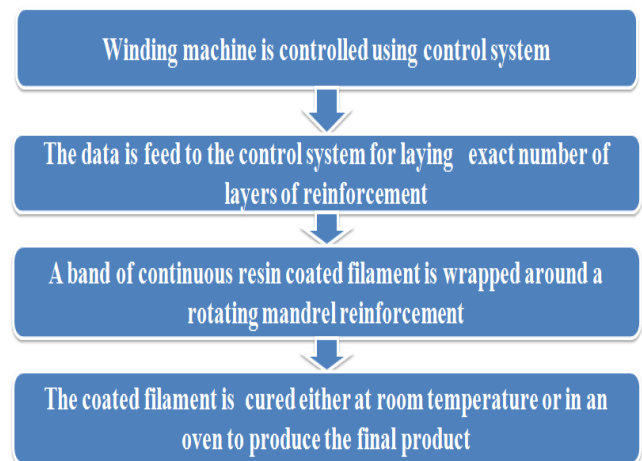 Winding machine is controlled using control system
The data is feed to the control system for laying exact number of
layers of reinforcement
A band of continuous resin coated filament is wrapped around a
rotating mandrel reinforcement
The coated filament is cured either at room temperature or in an
oven to produce the final product